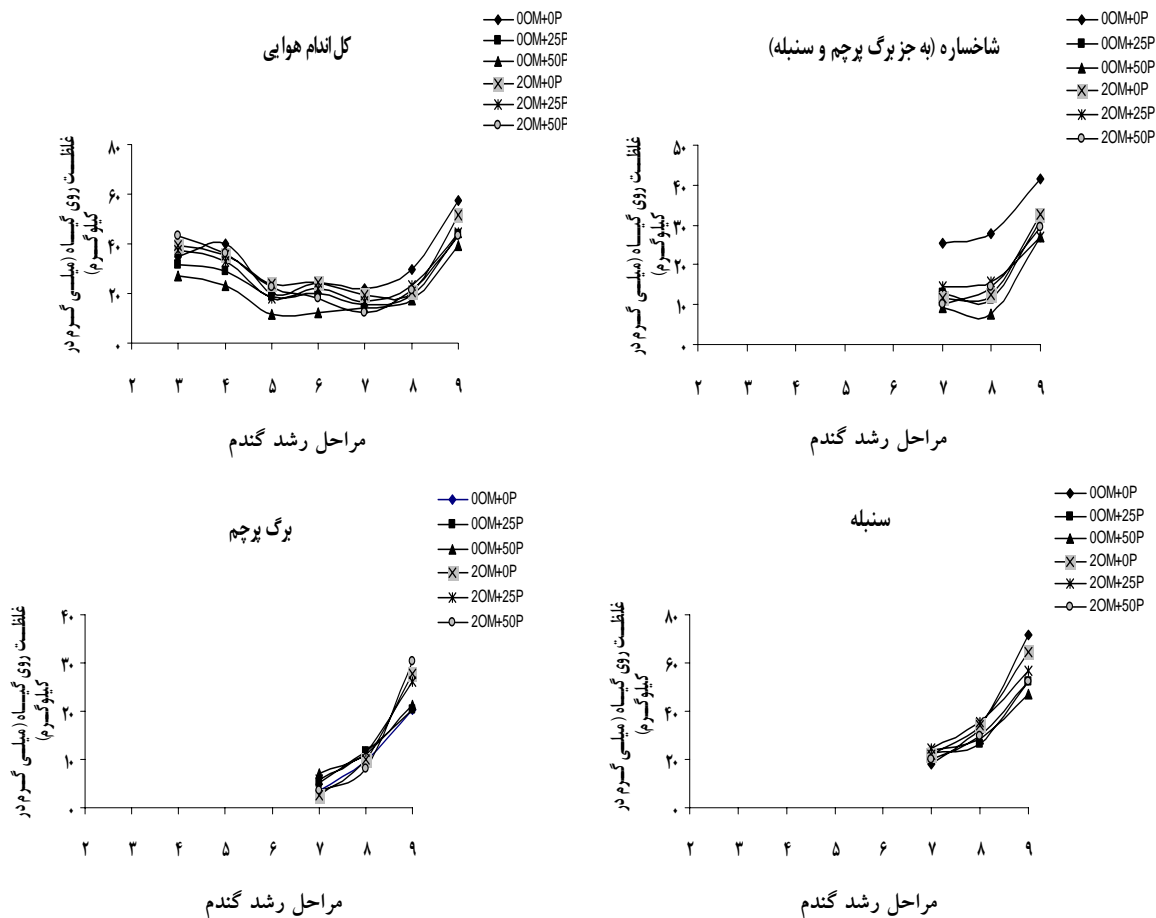 کل اندام هوایی
0OM+0P
0OM+25P
0OM+50P
2OM+0P
2OM+25P
2OM+50P
غلظت روی گیاه (میلی گرم در
کیلوگرم)
۸۰
۶۰
۴۰
۲۰
۰
۲ ۳ ۴ ۵ ۶ ۷ ۸ ۹
مراحل رشد گندم
شاخساره (به جز برگ پرچم و سنبله)
0OM+0P
0OM+25P
0OM+50P
2OM+0P
2OM+25P
2OM+50P
غلظت روی گیاه (میلی گرم در
کیلوگرم)
۵۰
۴۰
۳۰
۲۰
۱۰
۰
۲ ۳ ۴ ۵ ۶ ۷ ۸ ۹
مراحل رشد گندم
برگ پرچم
0OM+0P
0OM+25P
0OM+50P
2OM+0P
2OM+25P
2OM+50P
غلظت روی گیاه (میلی گرم در
کیلوگرم)
۴۰
۳۰
۲۰
۱۰
۰
۲ ۳ ۴ ۵ ۶ ۷ ۸ ۹
مراحل رشد گندم
سنبله
0OM+0P
0OM+25P
0OM+50P
2OM+0P
2OM+25P
2OM+50P
غلظت روی گیاه (میلی گرم در
کیلوگرم)
۸۰
۶۰
۴۰
۲۰
۰
۲ ۳ ۴ ۵ ۶ ۷ ۸ ۹
مراحل رشد گندم